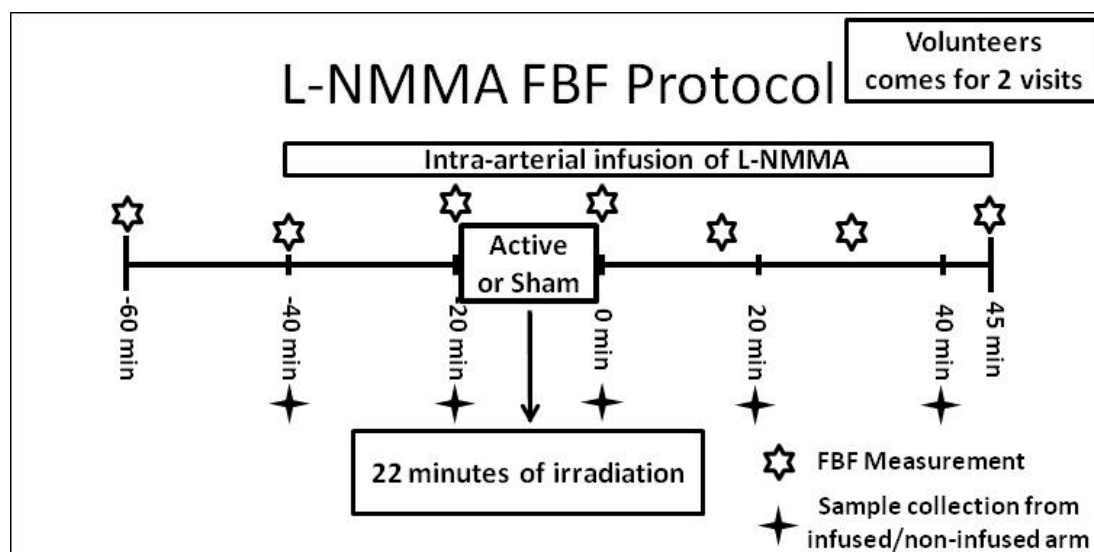 Volunteers
comes for 2 visits
L-NMMA FBF Protocol
Intra-arterial infusion of L-NMMA
Active
or Sham
-60 min
-40 min
-20 min
0 min
20 min
40 min
45 min
22 minutes of irradiation
FBF Measurement
Sample collection from
infused/non-infused arm